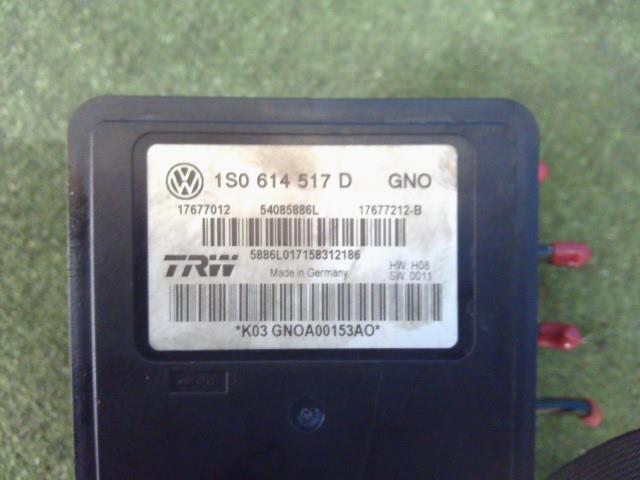 1S0 614 517 D GNO
17677012 54085886L 17677212-B
5886L017158312186
TRW Made in Germany HW. H08
SW. 0011
*K03 GNOA00153AO*